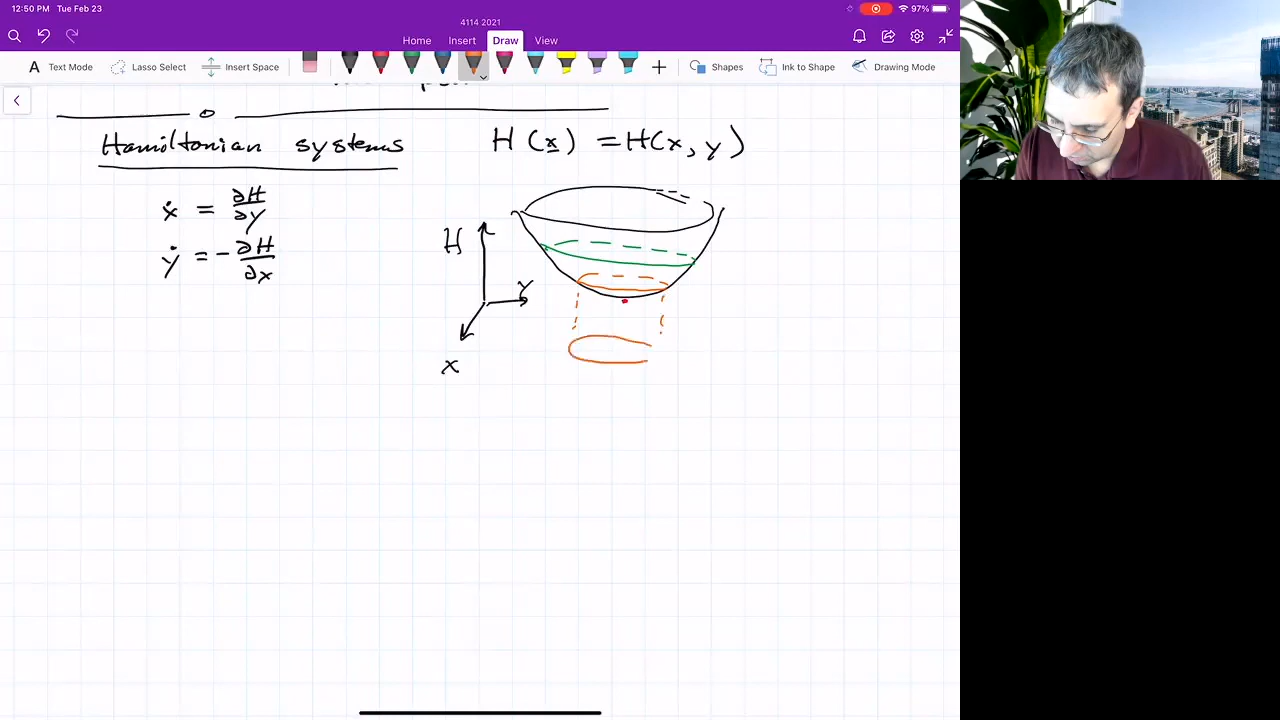 12:50 PM Tue Feb 23
97%
4114 2021
Home Insert Draw View
Text Mode Lasso Select Insert Space Shapes Ink to Shape Drawing Mode
Hamiltonian systems H(x) = H(x, y)
ẋ = ∂H/∂y
ẏ = -∂H/∂x
H
y
x